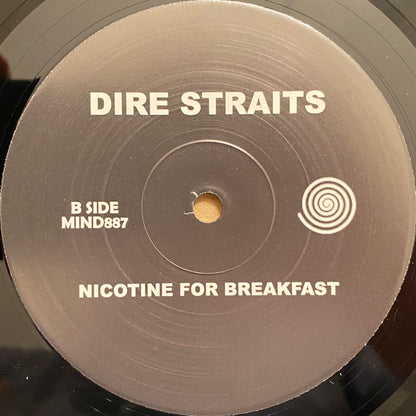 DIRE STRAITS
B SIDE
MIND887
NICOTINE FOR BREAKFAST